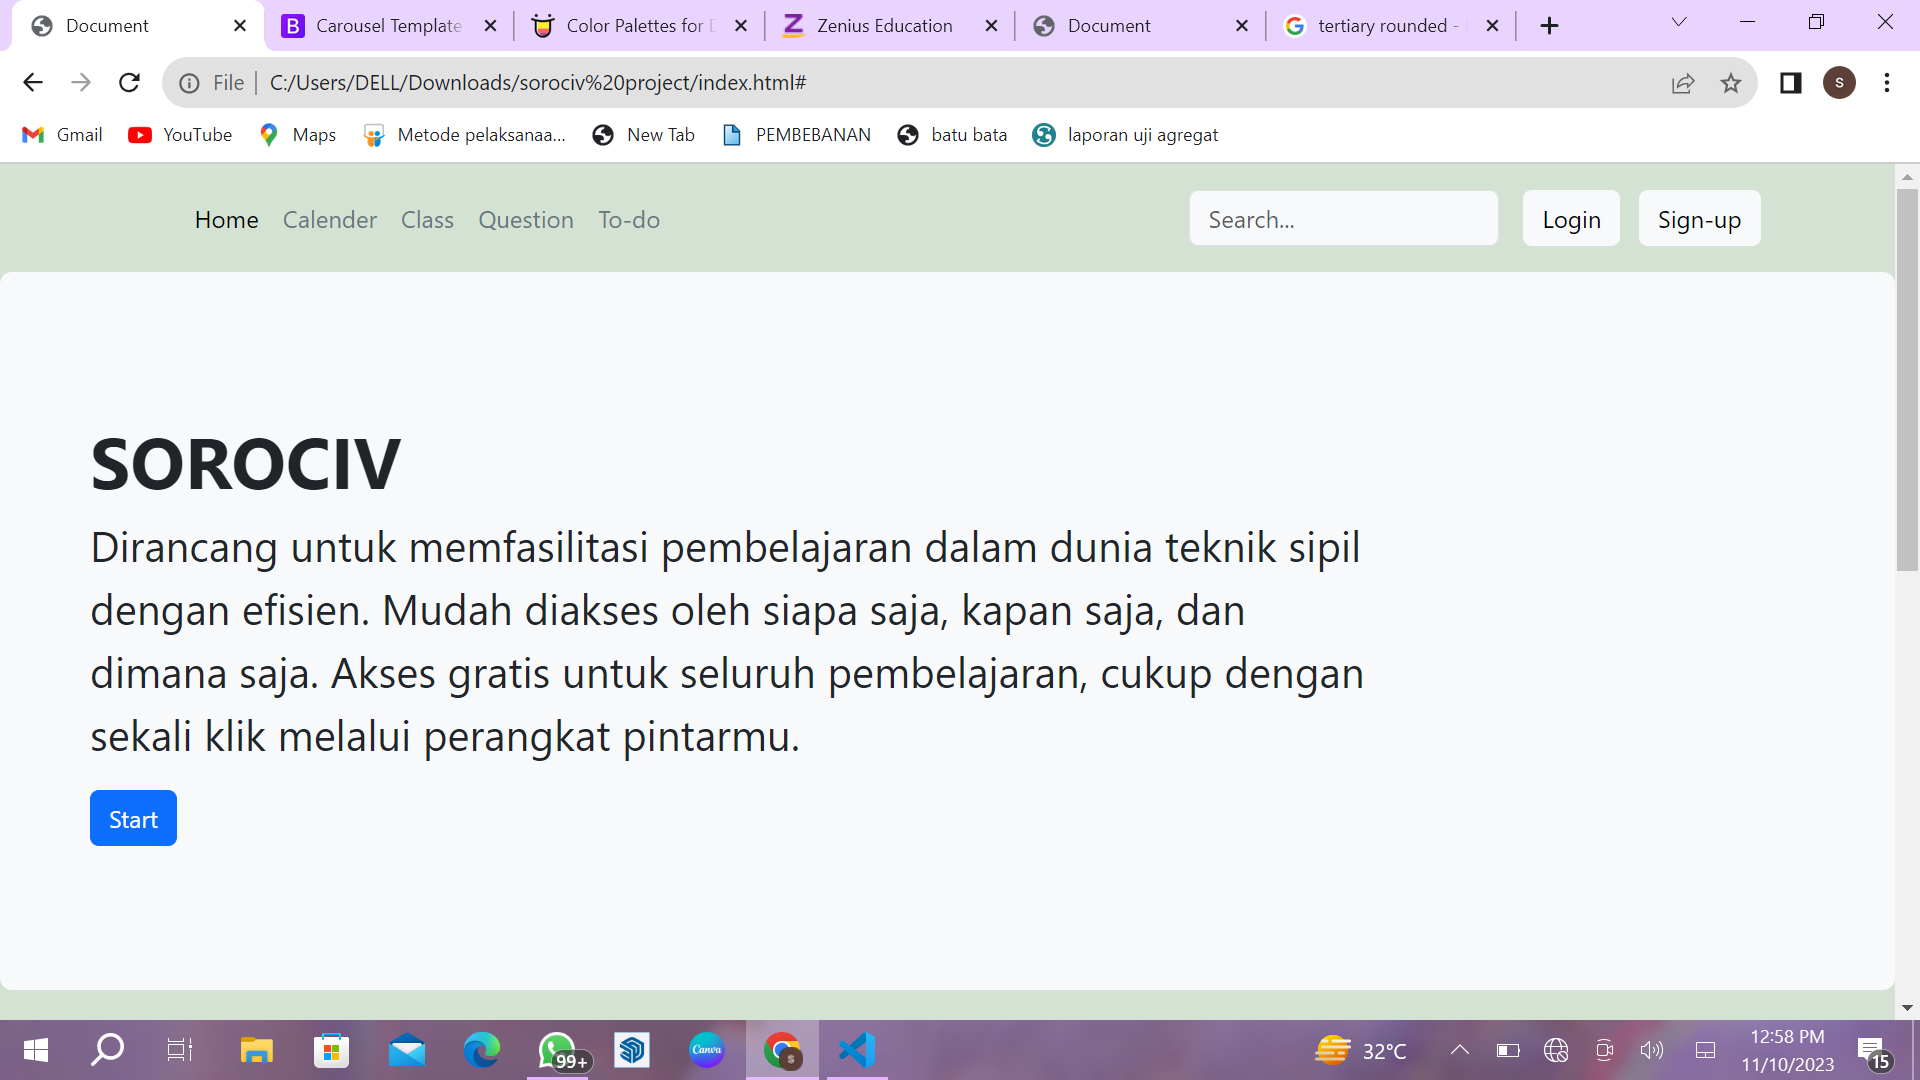 Document
Carousel Template
Color Palettes for D
Zenius Education
Document
tertiary rounded -
File
C:/Users/DELL/Downloads/sorociv%20project/index.html#
S
Gmail
YouTube
Maps
Metode pelaksanaa...
New Tab
PEMBEBANAN
batu bata
laporan uji agregat
Home
Calender
Class
Question
To-do
Search...
Login
Sign-up
SOROCIV
Dirancang untuk memfasilitasi pembelajaran dalam dunia teknik sipil
dengan efisien. Mudah diakses oleh siapa saja, kapan saja, dan
dimana saja. Akses gratis untuk seluruh pembelajaran, cukup dengan
sekali klik melalui perangkat pintarmu.
Start
99+
Canva
S
32°C
12:58 PM
11/10/2023
15